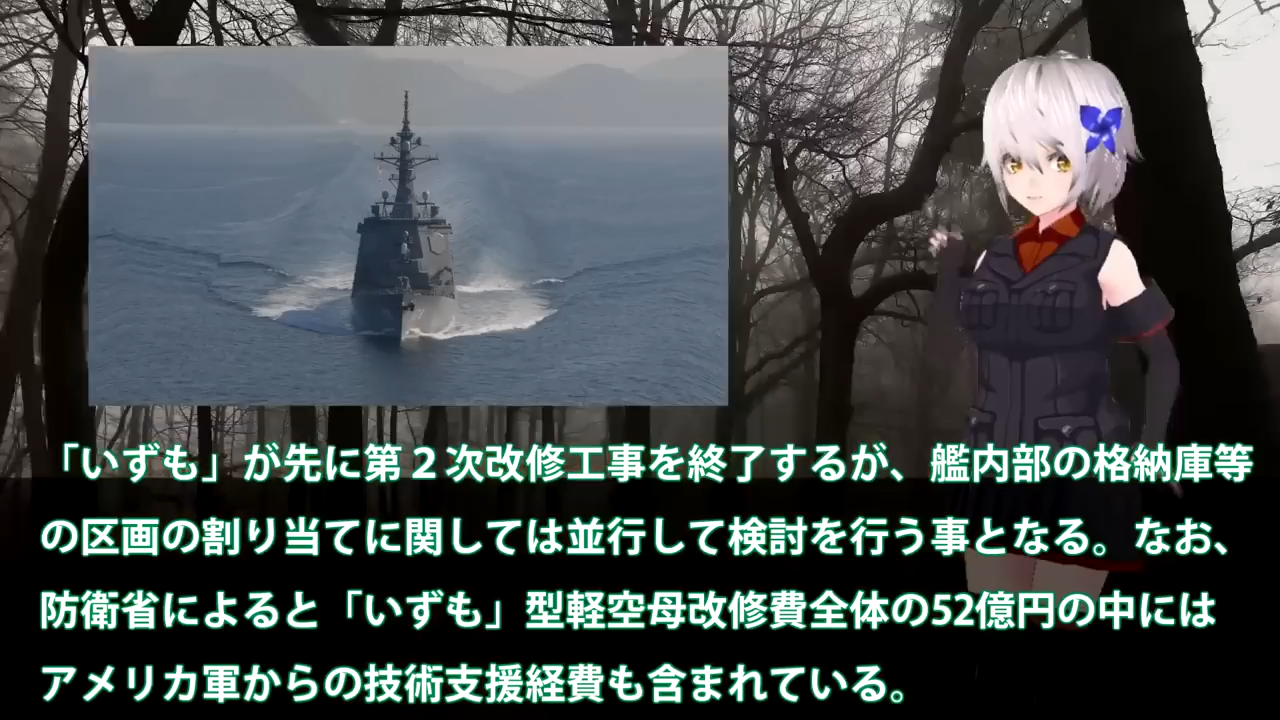 「いずも」が先に第２次改修工事を終了するが、艦内部の格納庫等
の区画の割り当てに関しては並行して検討を行う事となる。なお、
防衛省によると「いずも」型軽空母改修費全体の52億円の中には
アメリカ軍からの技術支援経費も含まれている。